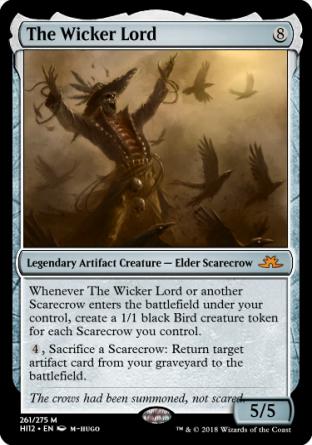 The Wicker Lord 8
Legendary Artifact Creature — Elder Scarecrow
Whenever The Wicker Lord or another
Scarecrow enters the battlefield under your
control, create a 1/1 black Bird creature token
for each Scarecrow you control.
4, Sacrifice a Scarecrow: Return target
artifact card from your graveyard to the
battlefield.
The crows had been summoned, not scared.
5/5
261/275 M
HI2 • EN M-HUGO
™ & © 2018 Wizards of the Coast